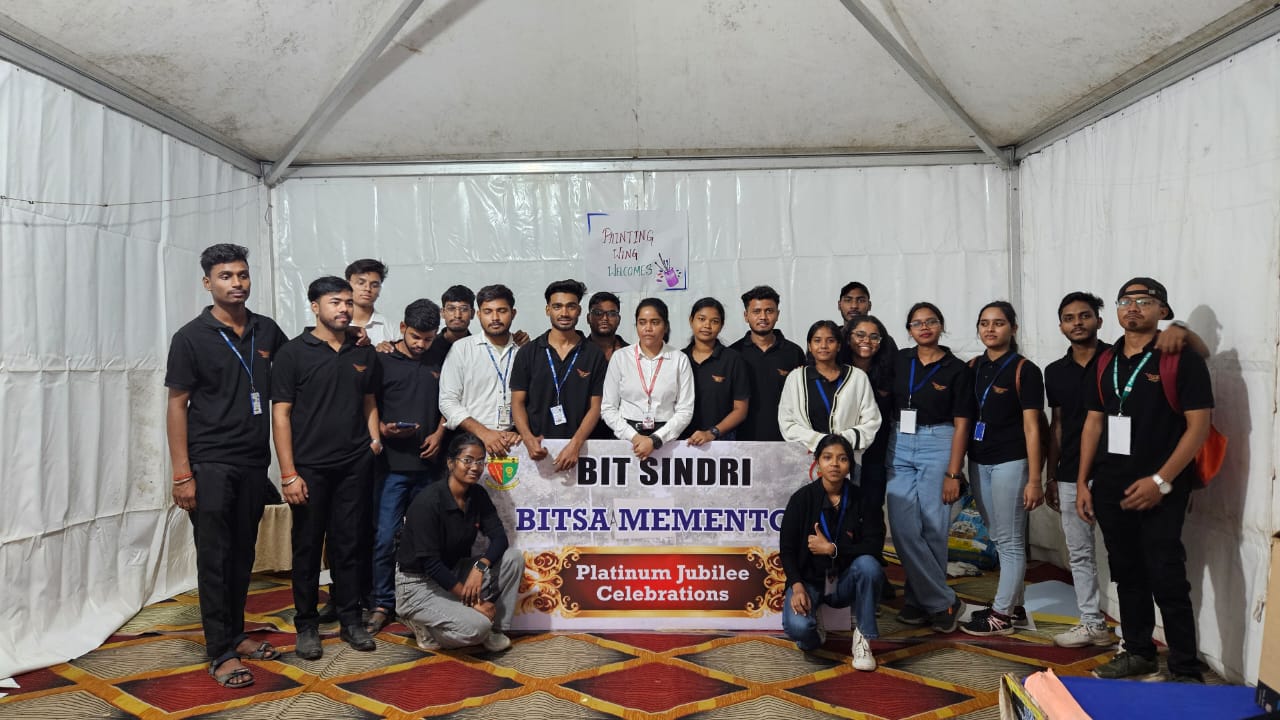 PAINTING
WING
WELCOMES
BIT SINDRI
BITSA MEMENTO
Platinum Jubilee
Celebrations